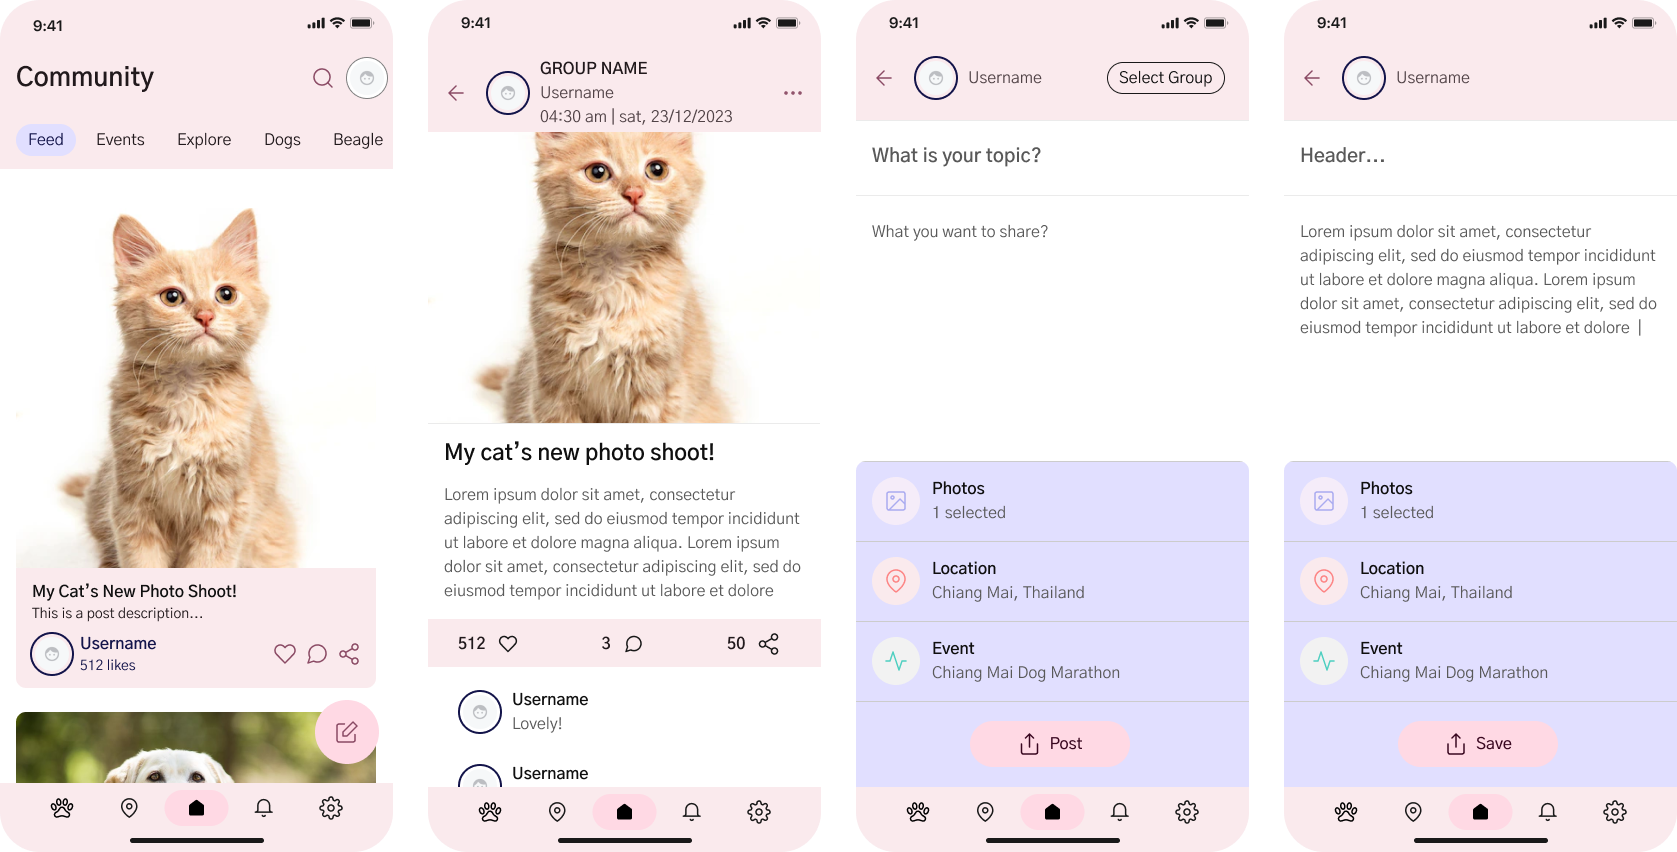 9:41
Community
Feed
Events
Explore
Dogs
Beagle
My Cat's New Photo Shoot!
This is a post description...
Username
512 likes
9:41
GROUP NAME
Username
04:30 am | sat, 23/12/2023
My cat's new photo shoot!
Lorem ipsum dolor sit amet, consectetur
adipiscing elit, sed do eiusmod tempor incididunt
ut labore et dolore magna aliqua. Lorem ipsum
dolor sit amet, consectetur adipiscing elit, sed do
eiusmod tempor incididunt ut labore et dolore
512
3
50
Username
Lovely!
Username
9:41
Username
Select Group
What is your topic?
What you want to share?
Photos
1 selected
Location
Chiang Mai, Thailand
Event
Chiang Mai Dog Marathon
Post
9:41
Username
Header...
Lorem ipsum dolor sit amet, consectetur
adipiscing elit, sed do eiusmod tempor incididunt
ut labore et dolore magna aliqua. Lorem ipsum
dolor sit amet, consectetur adipiscing elit, sed do
eiusmod tempor incididunt ut labore et dolore |
Photos
1 selected
Location
Chiang Mai, Thailand
Event
Chiang Mai Dog Marathon
Save